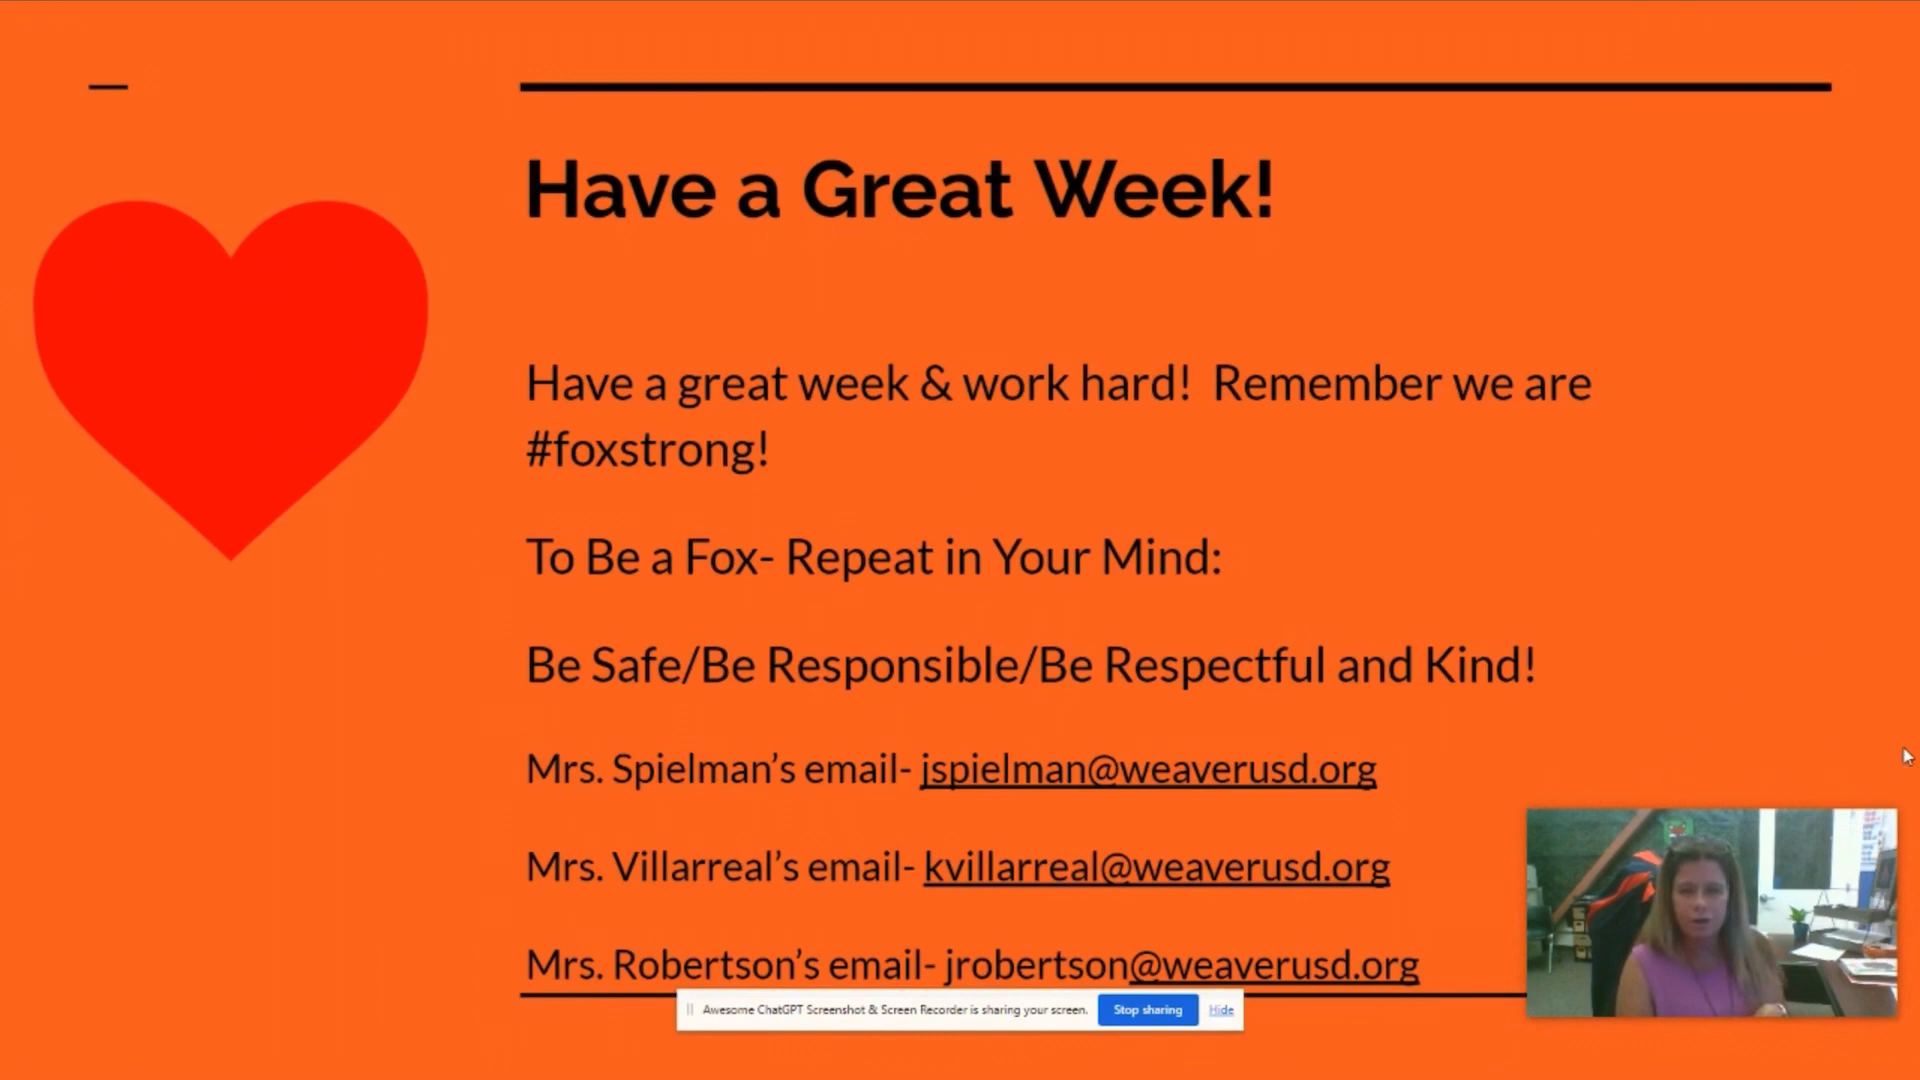 Have a Great Week!
Have a great week & work hard!  Remember we are
#foxstrong!
To Be a Fox- Repeat in Your Mind:
Be Safe/Be Responsible/Be Respectful and Kind!
Mrs. Spielman’s email- jspielman@weaverusd.org
Mrs. Villarreal’s email- kvillarreal@weaverusd.org
Mrs. Robertson’s email- jrobertson@weaverusd.org
Awesome ChatGPT Screenshot & Screen Recorder is sharing your screen. Stop sharing Hide